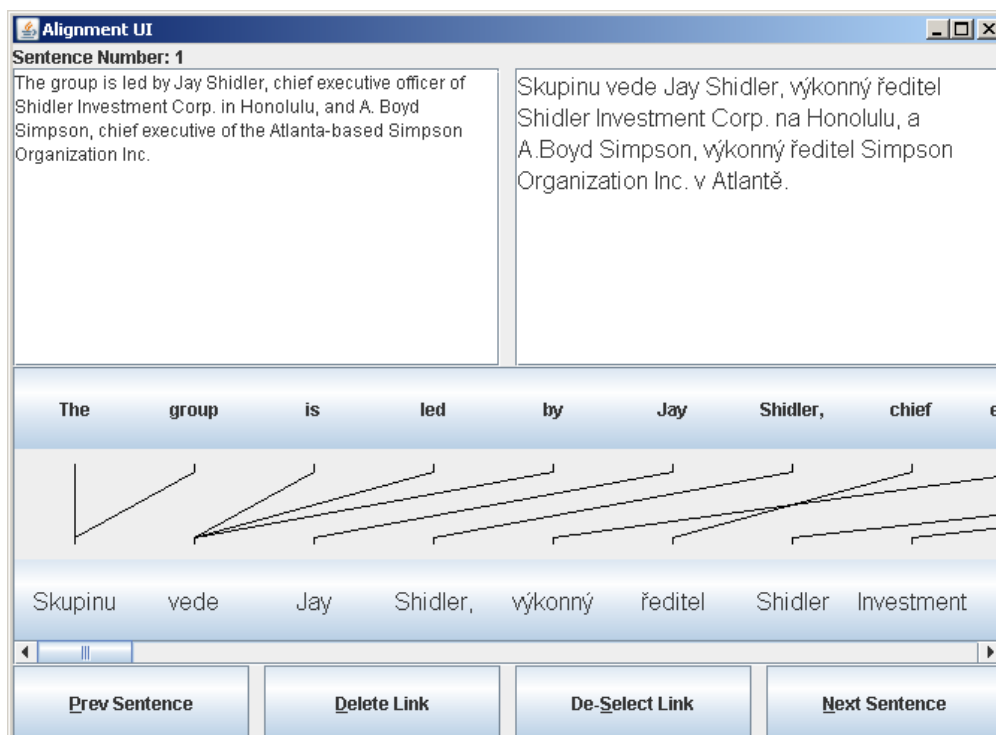 Alignment UI
Sentence Number: 1
The group is led by Jay Shidler, chief executive officer of
Shidler Investment Corp. in Honolulu, and A. Boyd
Simpson, chief executive of the Atlanta-based Simpson
Organization Inc.
Skupinu vede Jay Shidler, výkonný ředitel
Shidler Investment Corp. na Honolulu, a
A.Boyd Simpson, výkonný ředitel Simpson
Organization Inc. v Atlantě.
The group is led by Jay Shidler, chief
Skupinu vede Jay Shidler, výkonný ředitel Shidler Investment
Prev Sentence Delete Link De-Select Link Next Sentence